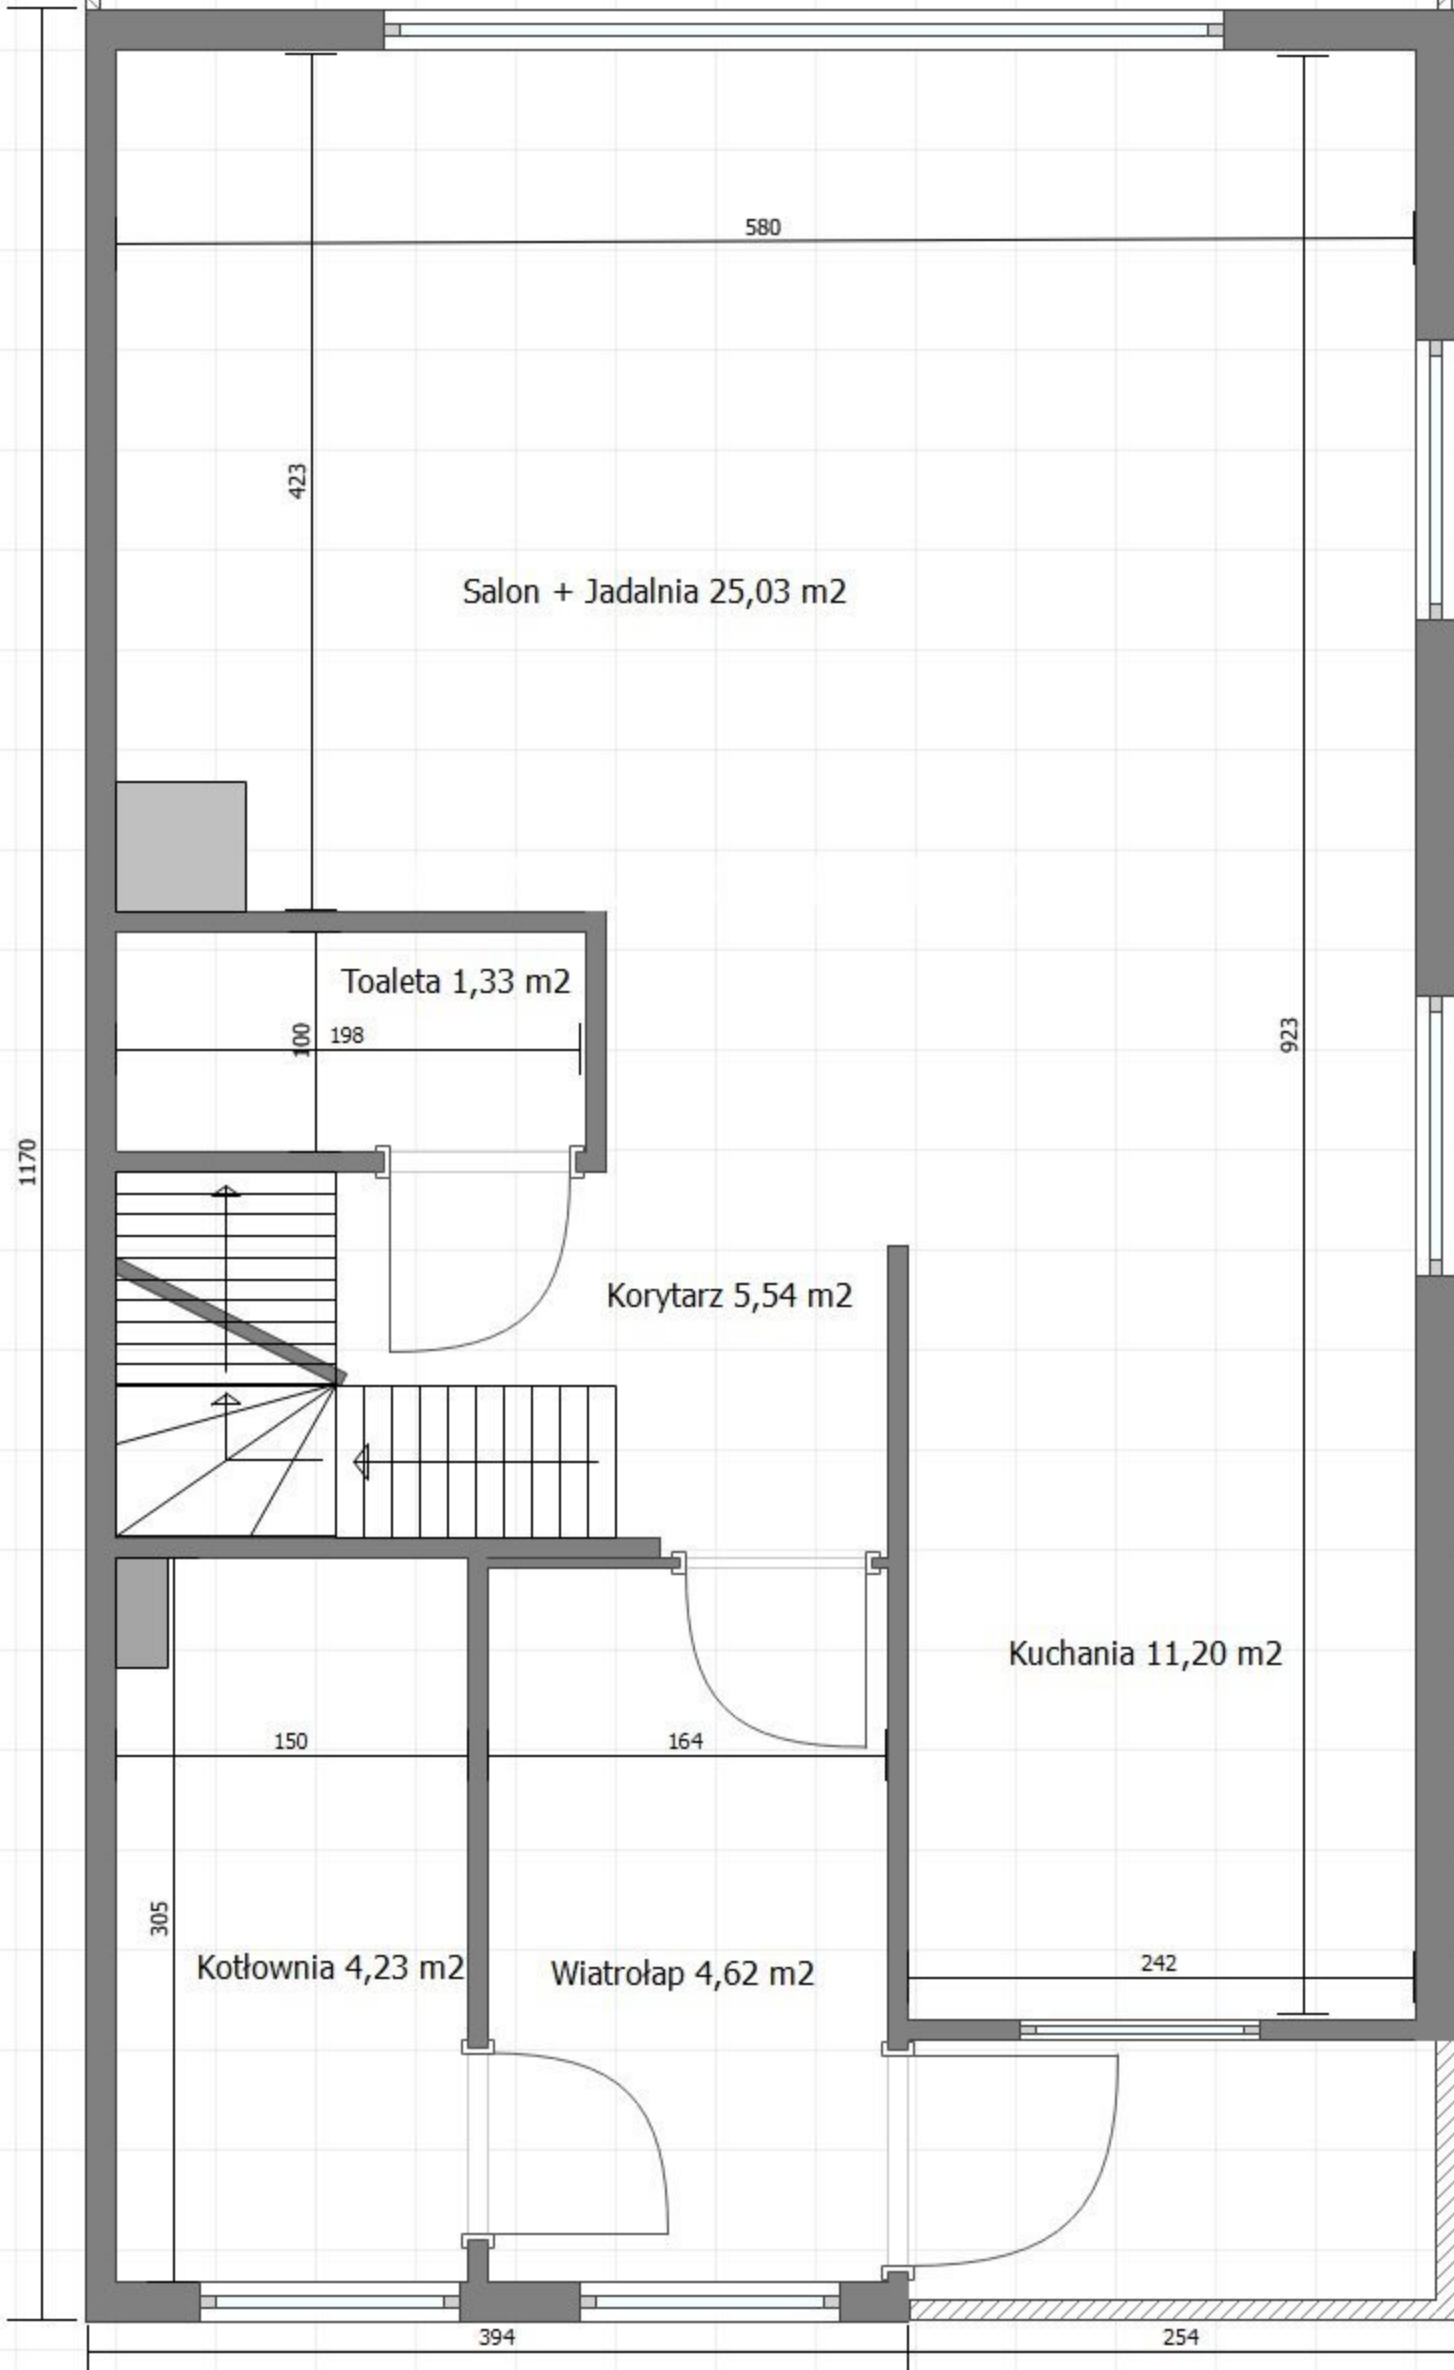 580
423
Salon + Jadalnia 25,03 m2
Toaleta 1,33 m2
100
198
923
1170
Korytarz 5,54 m2
Kuchania 11,20 m2
150
164
305
Kotłownia 4,23 m2
Wiatrołap 4,62 m2
242
394
254